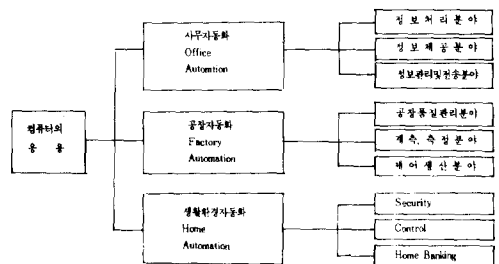 컴퓨터의
응 용
사무자동화
Office
Automtion
정보처리분야
정보제공분야
정보관리및전송분야
공장자동화
Factory
Automation
공장품질관리분야
계측, 측정분야
제어생산분야
생활환경자동화
Home
Automation
Security
Control
Home Banking